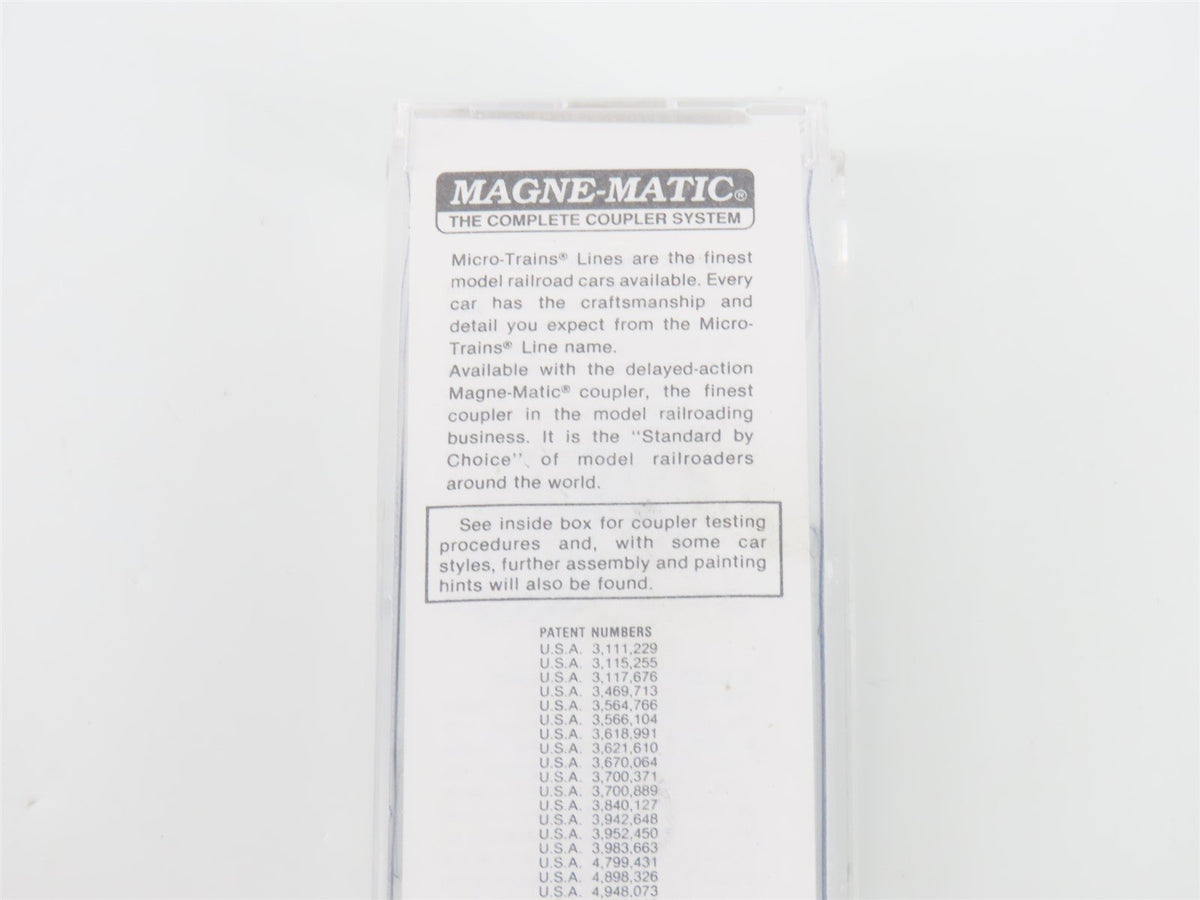 MAGNE-MATIC®
THE COMPLETE COUPLER SYSTEM
Micro-Trains® Lines are the finest
model railroad cars available. Every
car has the craftsmanship and
detail you expect from the Micro-
Trains® Line name.
Available with the delayed-action
Magne-Matic® coupler, the finest
coupler in the model railroading
business. It is the "Standard by
Choice" of model railroaders
around the world.
See inside box for coupler testing
procedures and, with some car
styles, further assembly and painting
hints will also be found.
PATENT NUMBERS
U.S.A. 3,111,229
U.S.A. 3,115,255
U.S.A. 3,117,676
U.S.A. 3,469,713
U.S.A. 3,564,766
U.S.A. 3,566,104
U.S.A. 3,618,991
U.S.A. 3,621,610
U.S.A. 3,670,064
U.S.A. 3,700,371
U.S.A. 3,700,889
U.S.A. 3,840,127
U.S.A. 3,942,648
U.S.A. 3,952,450
U.S.A. 3,983,663
U.S.A. 4,799,431
U.S.A. 4,898,326
U.S.A. 4,948,073